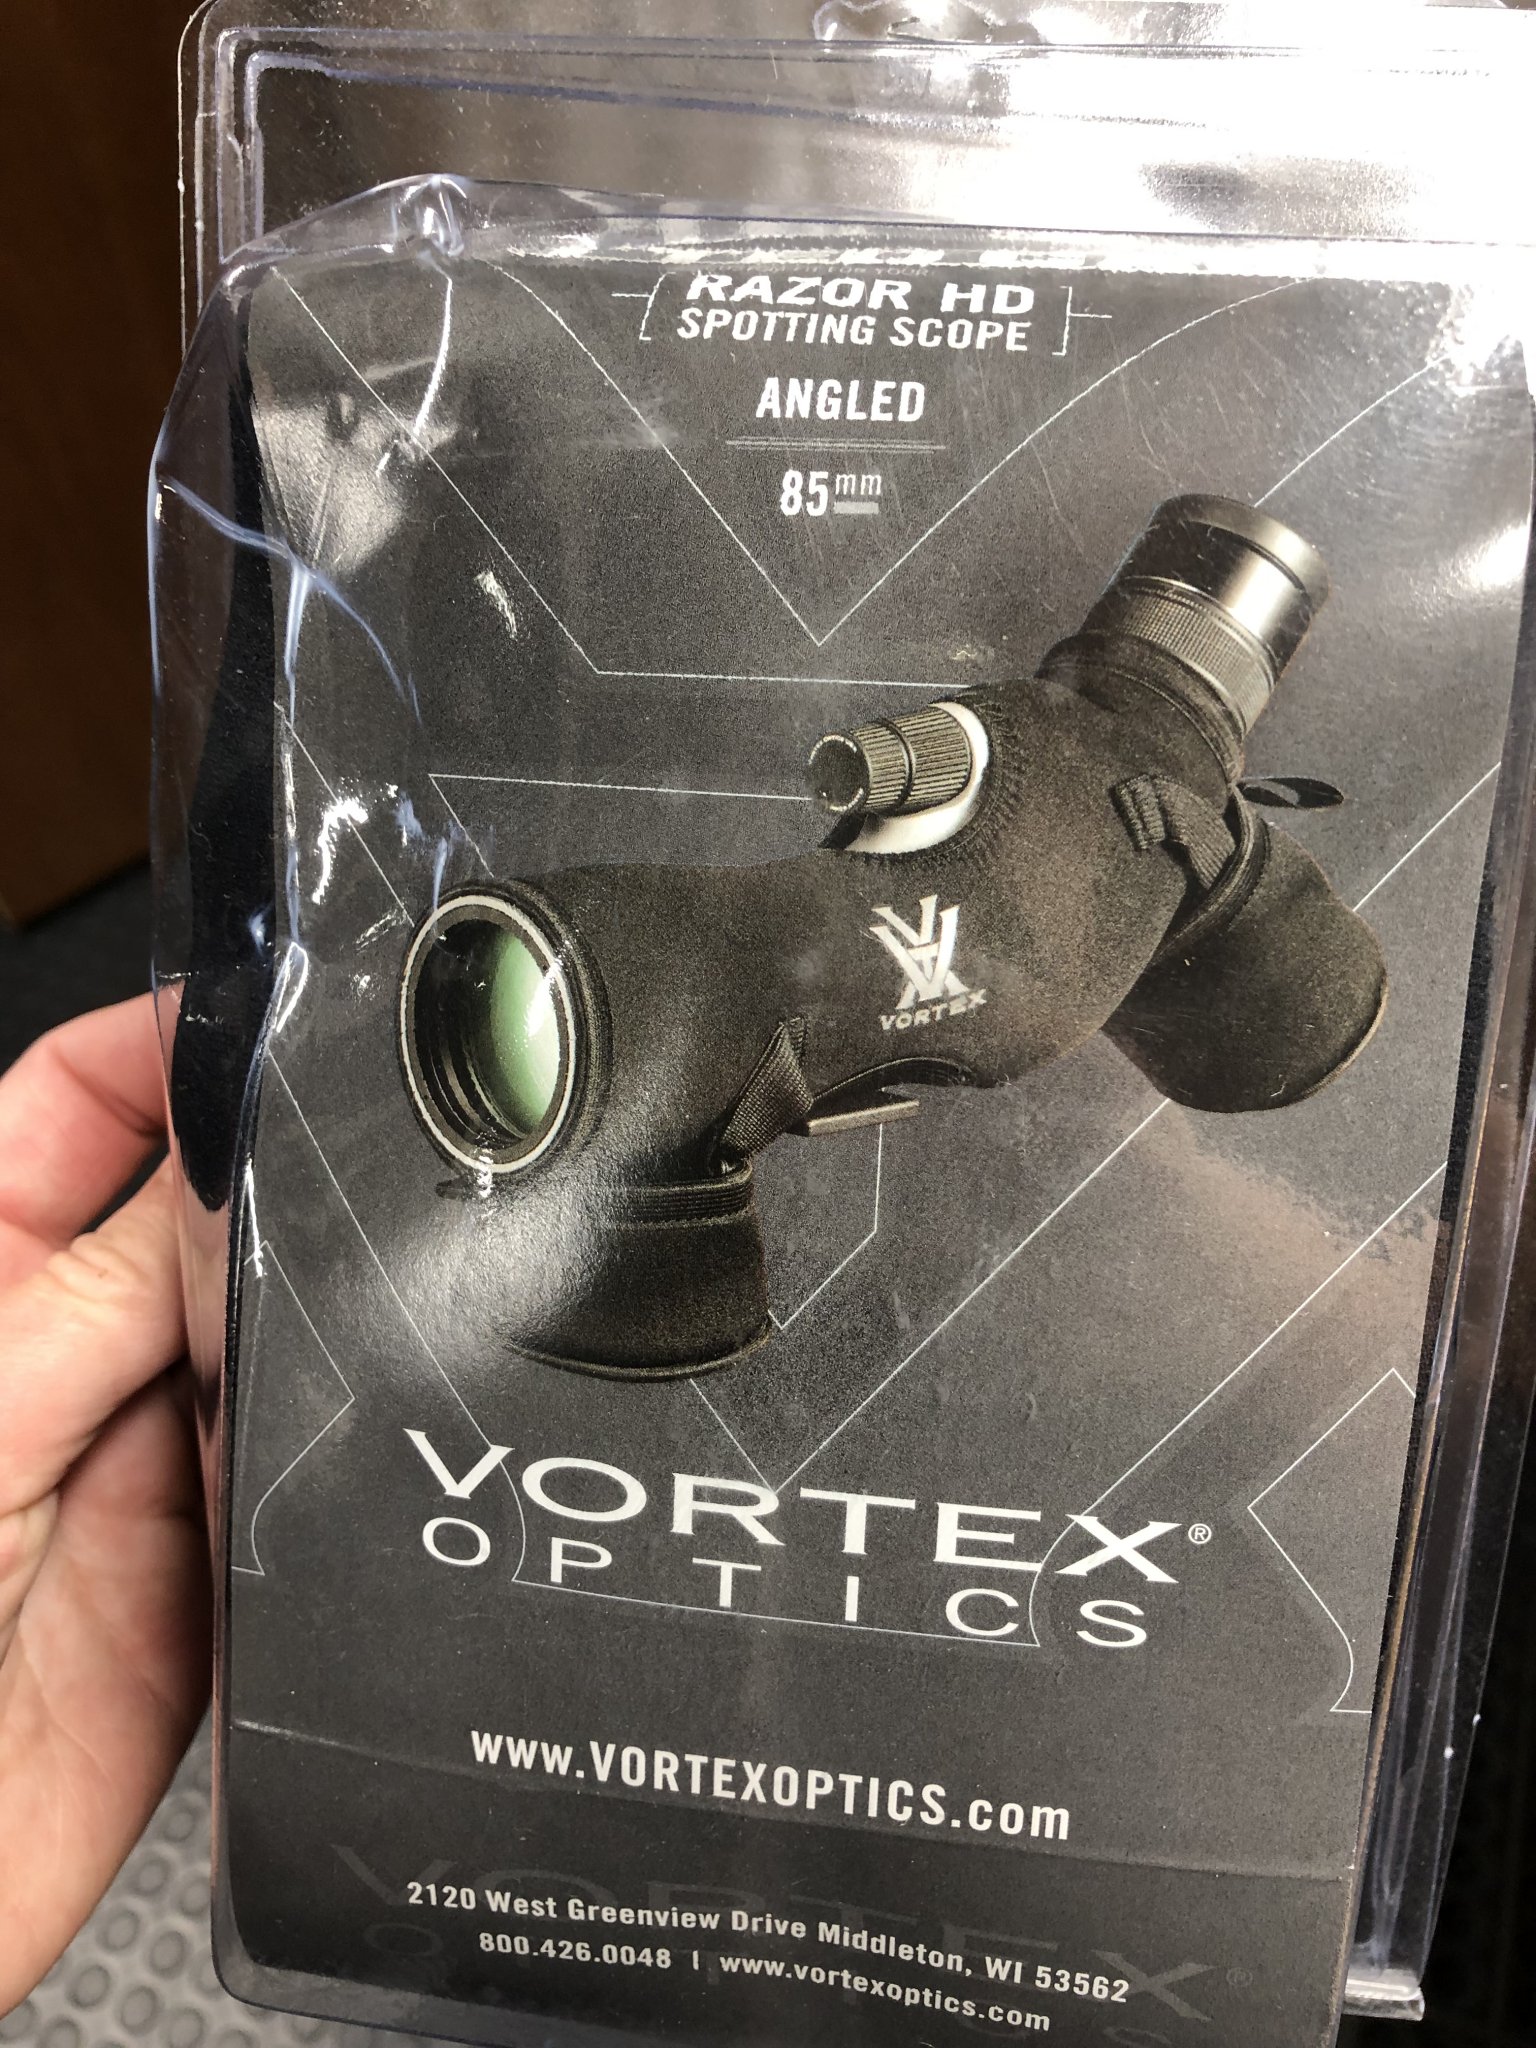 RAZOR HD
SPOTTING SCOPE
ANGLED
85mm
VORTEX
VORTEX®
OPTICS
www.VORTEXOPTICS.com
2120 West Greenview Drive Middleton, WI 53562
800.426.0048 | www.vortexoptics.com